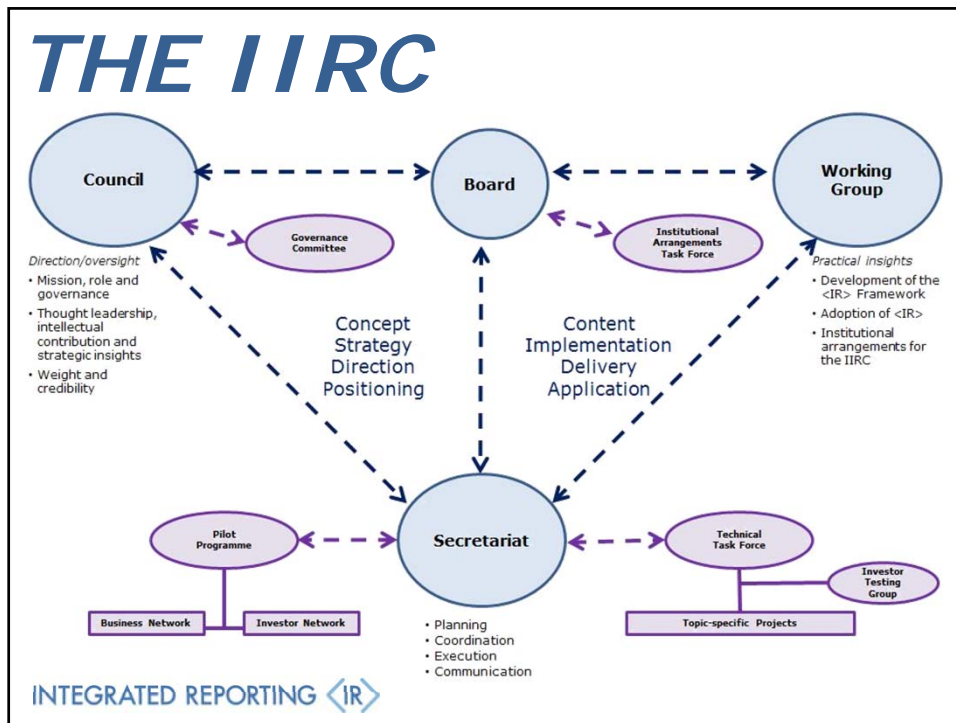 THE IIRC
Council
Board
Working
Group
Governance
Committee
Institutional
Arrangements
Task Force
Direction/oversight
• Mission, role and
governance
• Thought leadership,
intellectual
contribution and
strategic insights
• Weight and
credibility
Practical insights
• Development of the
<IR> Framework
• Adoption of <IR>
• Institutional
arrangements for
the IIRC
Concept
Strategy
Direction
Positioning
Content
Implementation
Delivery
Application
Pilot
Programme
Secretariat
Technical
Task Force
Investor
Testing
Group
Business Network
Investor Network
Topic-specific Projects
• Planning
• Coordination
• Execution
• Communication
INTEGRATED REPORTING <IR>